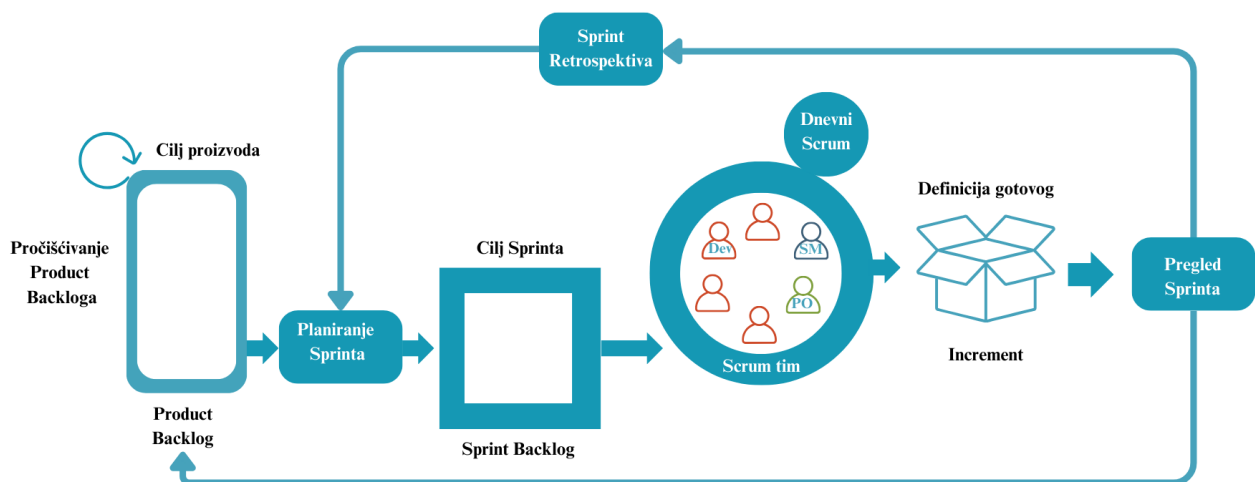 Sprint
Retrospektiva
Dnevni
Scrum
Cilj proizvoda
Definicija gotovog
Pročišćivanje
Product
Backloga
Cilj Sprinta
Dev
SM
PO
Pregled
Sprinta
Planiranje
Sprinta
Scrum tim
Increment
Product
Backlog
Sprint Backlog